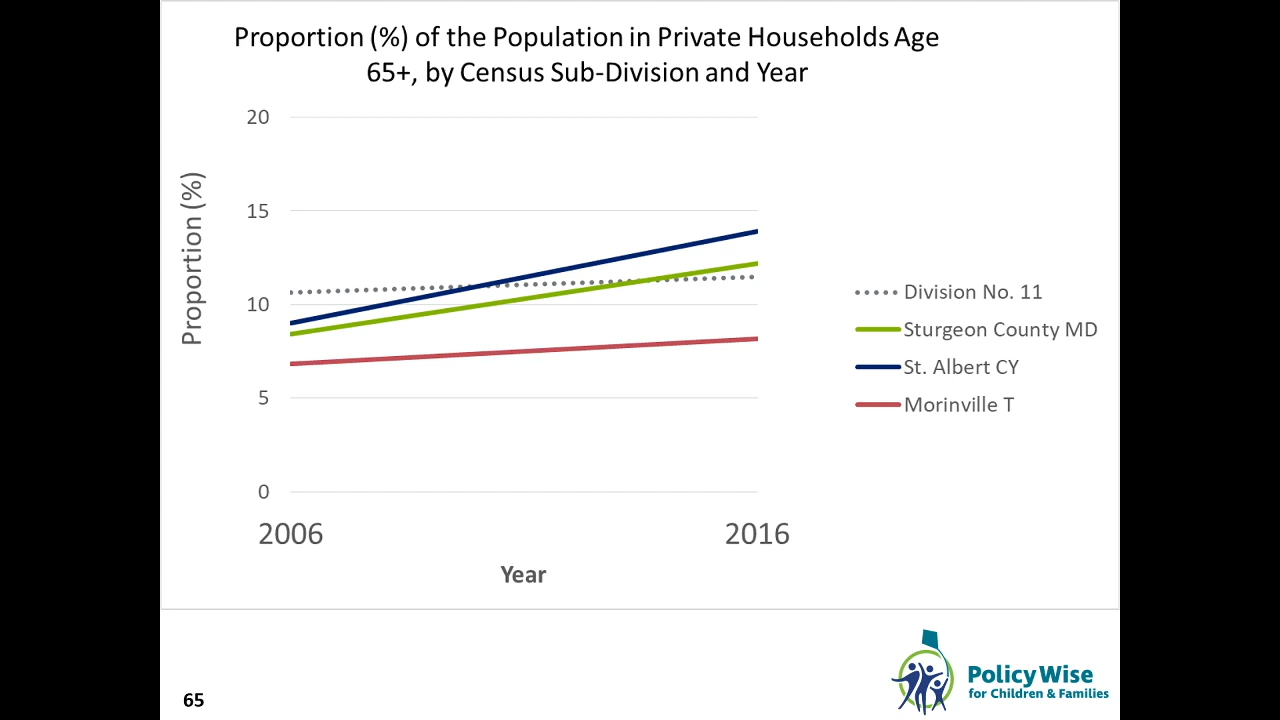 Proportion (%) of the Population in Private Households Age
65+, by Census Sub-Division and Year
20
15
10
5
0
Proportion (%)
2006
2016
Year
Division No. 11
Sturgeon County MD
St. Albert CY
Morinville T
65
PolicyWise
for Children & Families